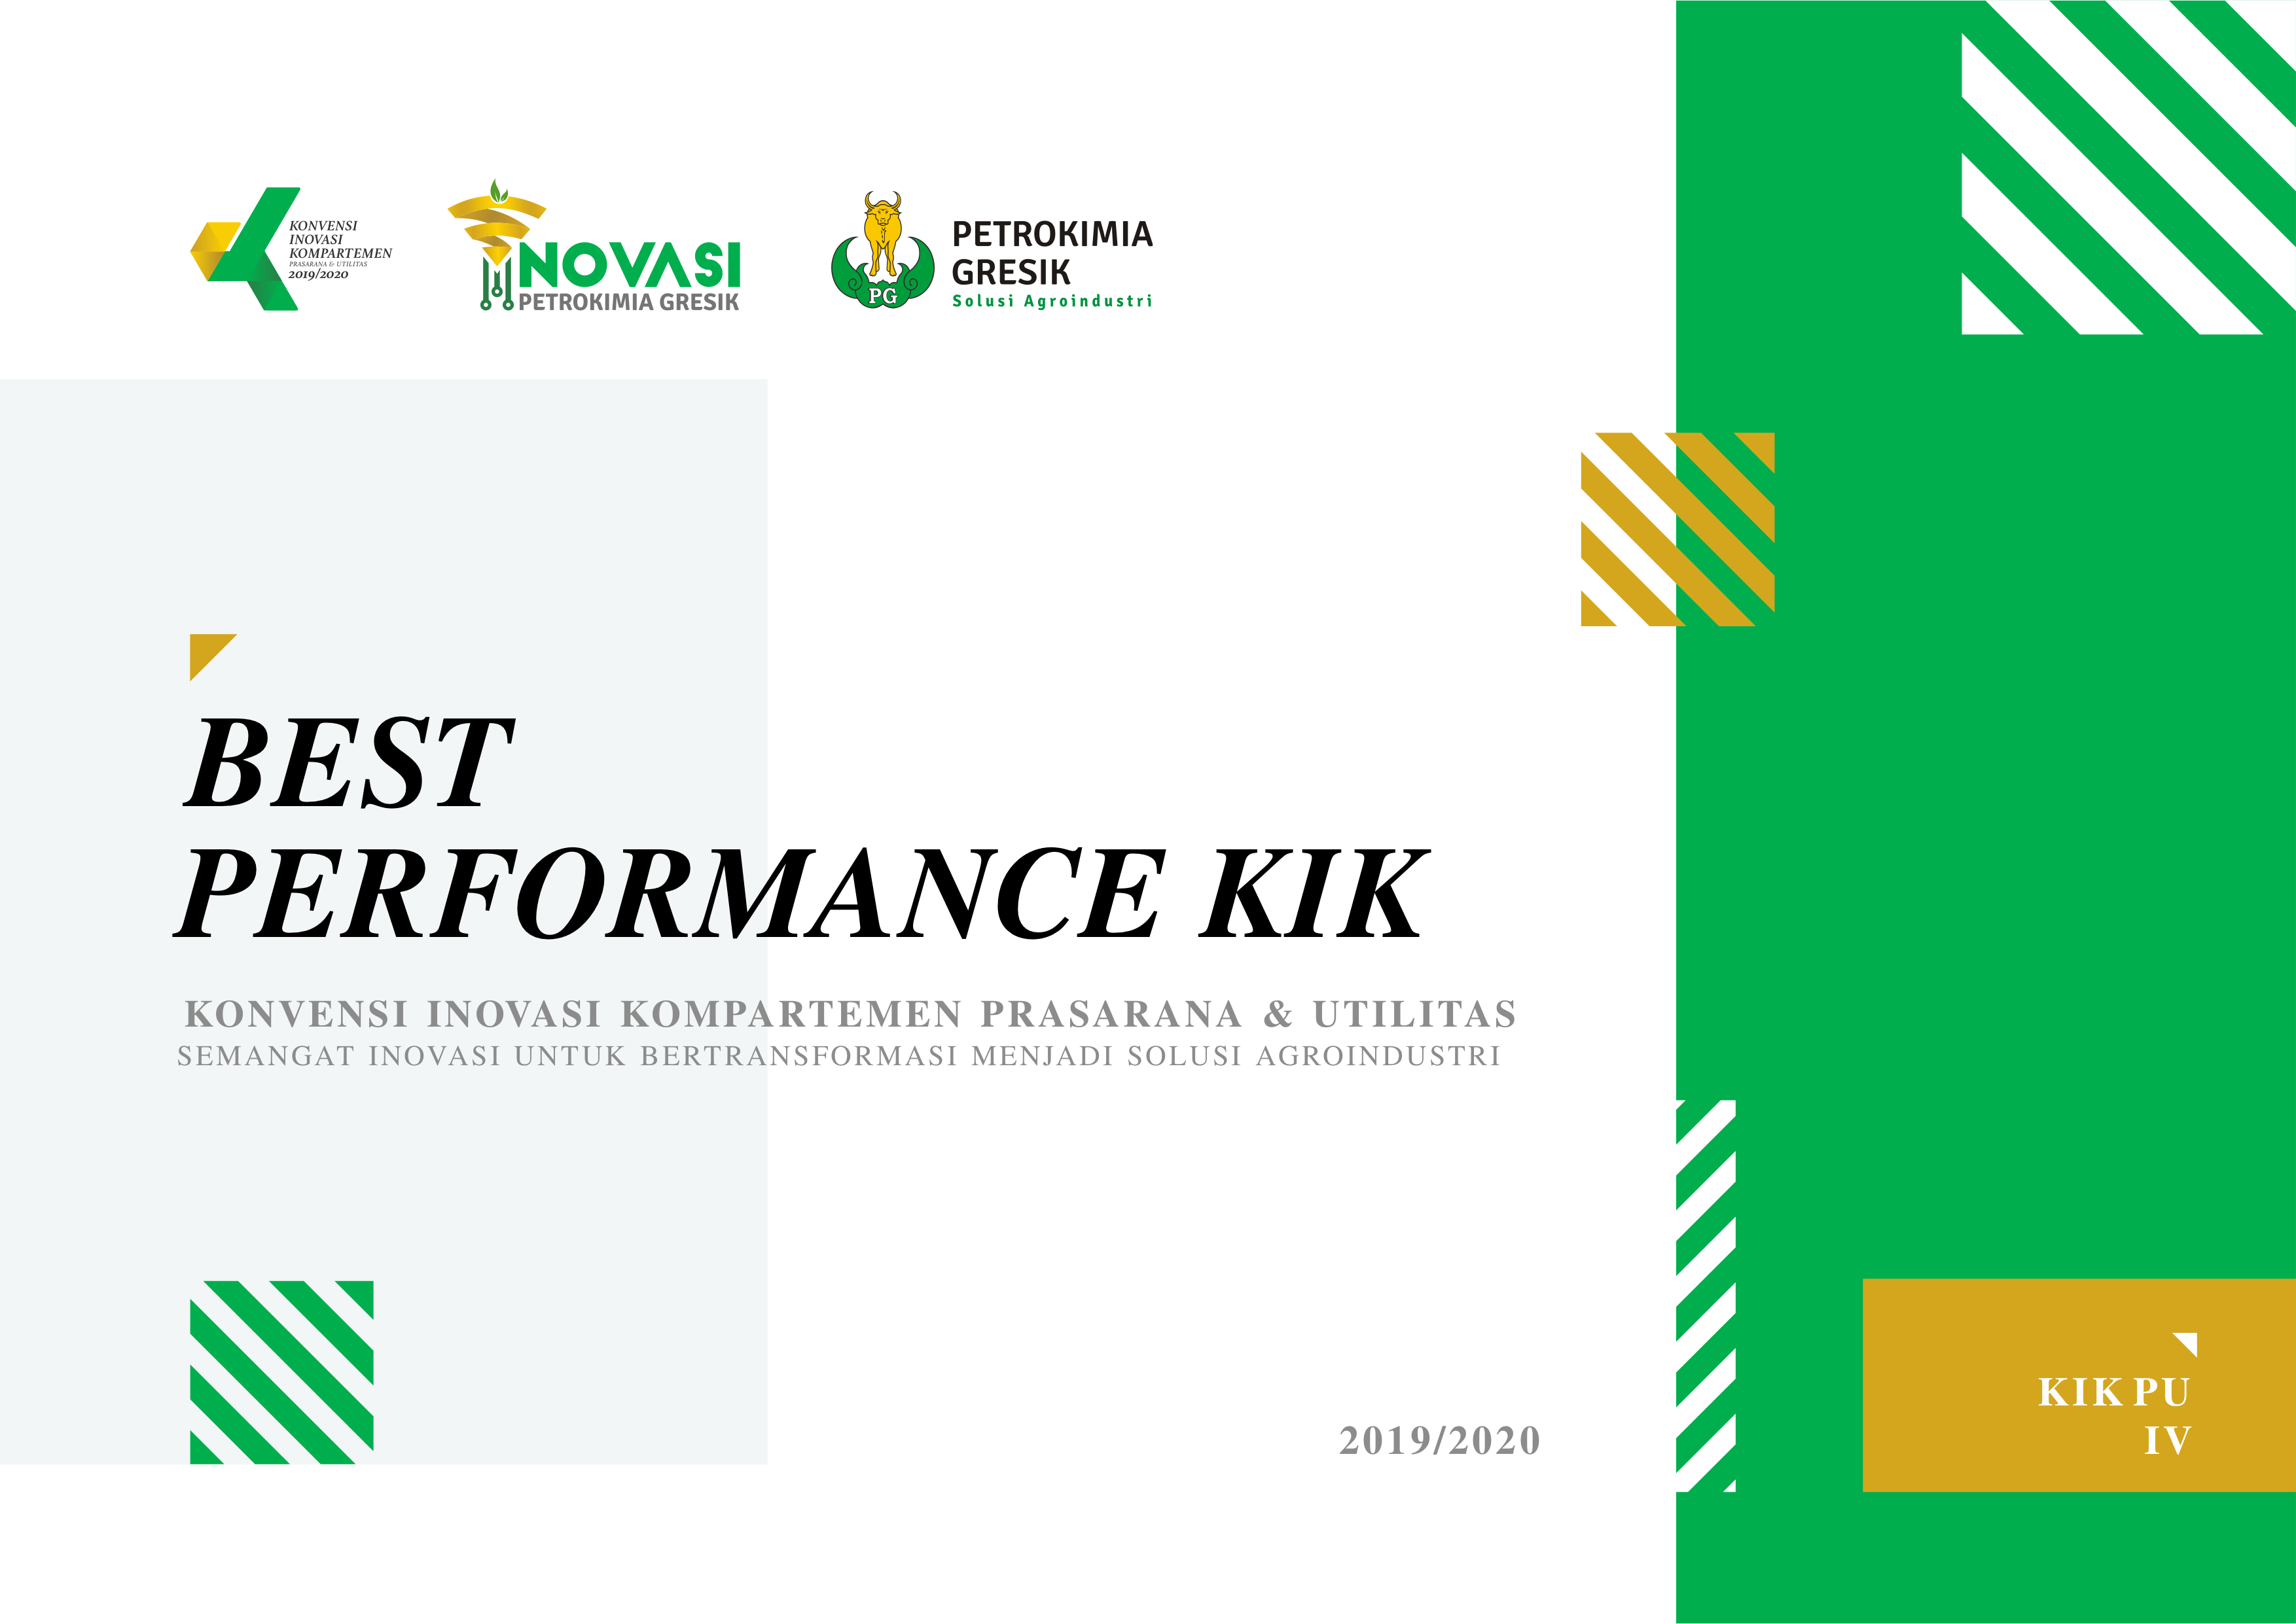 KONVENSI
INOVASI
KOMPARTEMEN
PRASARANA & UTILITAS
2019/2020
INOVASI
PETROKIMIA GRESIK
PG
PETROKIMIA
GRESIK
Solusi Agroindustri
BEST
PERFORMANCE KIK
KONVENSI INOVASI KOMPARTEMEN PRASARANA & UTILITAS
SEMANGAT INOVASI UNTUK BERTRANSFORMASI MENJADI SOLUSI AGROINDUSTRI
2019/2020
KIK PU
IV